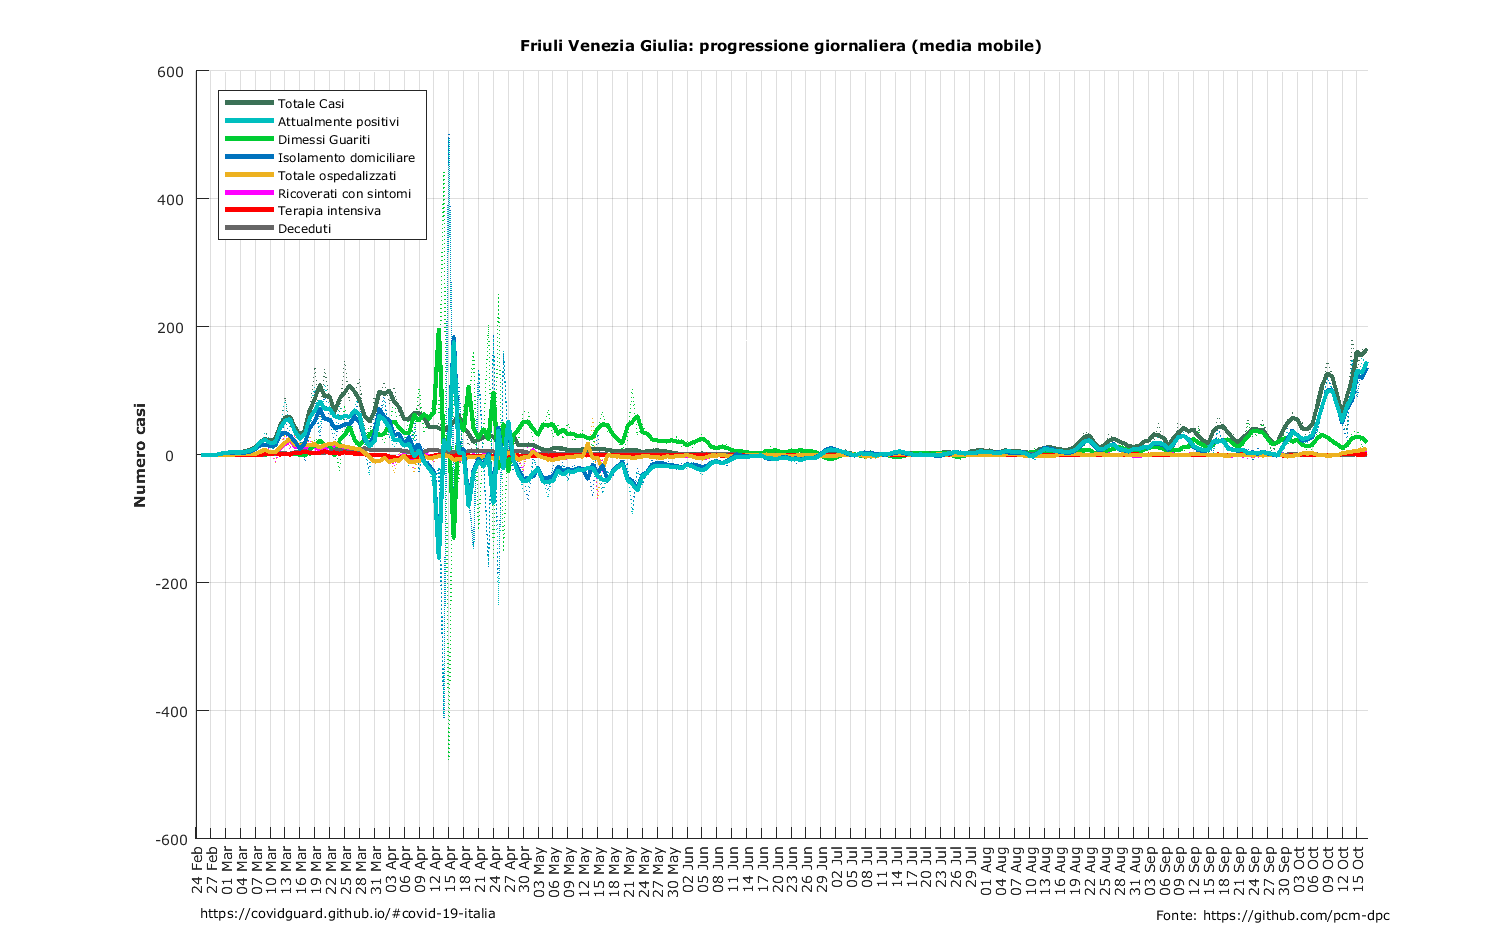 Friuli Venezia Giulia: progressione giornaliera (media mobile)
600
400
200
0
-200
-400
-600
Numero casi
Totale Casi
Attualmente positivi
Dimessi Guariti
Isolamento domiciliare
Totale ospedalizzati
Ricoverati con sintomi
Terapia intensiva
Deceduti
24 Feb
27 Feb
01 Mar
04 Mar
07 Mar
10 Mar
13 Mar
16 Mar
19 Mar
22 Mar
25 Mar
28 Mar
31 Mar
03 Apr
06 Apr
09 Apr
12 Apr
15 Apr
18 Apr
21 Apr
24 Apr
27 Apr
30 Apr
03 May
06 May
09 May
12 May
15 May
18 May
21 May
24 May
27 May
30 May
02 Jun
05 Jun
08 Jun
11 Jun
14 Jun
17 Jun
20 Jun
23 Jun
26 Jun
29 Jun
02 Jul
05 Jul
08 Jul
11 Jul
14 Jul
17 Jul
20 Jul
23 Jul
26 Jul
29 Jul
01 Aug
04 Aug
07 Aug
10 Aug
13 Aug
16 Aug
19 Aug
22 Aug
25 Aug
28 Aug
31 Aug
03 Sep
06 Sep
09 Sep
12 Sep
15 Sep
18 Sep
21 Sep
24 Sep
27 Sep
30 Sep
03 Oct
06 Oct
09 Oct
12 Oct
15 Oct
https://covidguard.github.io/#covid-19-italia
Fonte: https://github.com/pcm-dpc